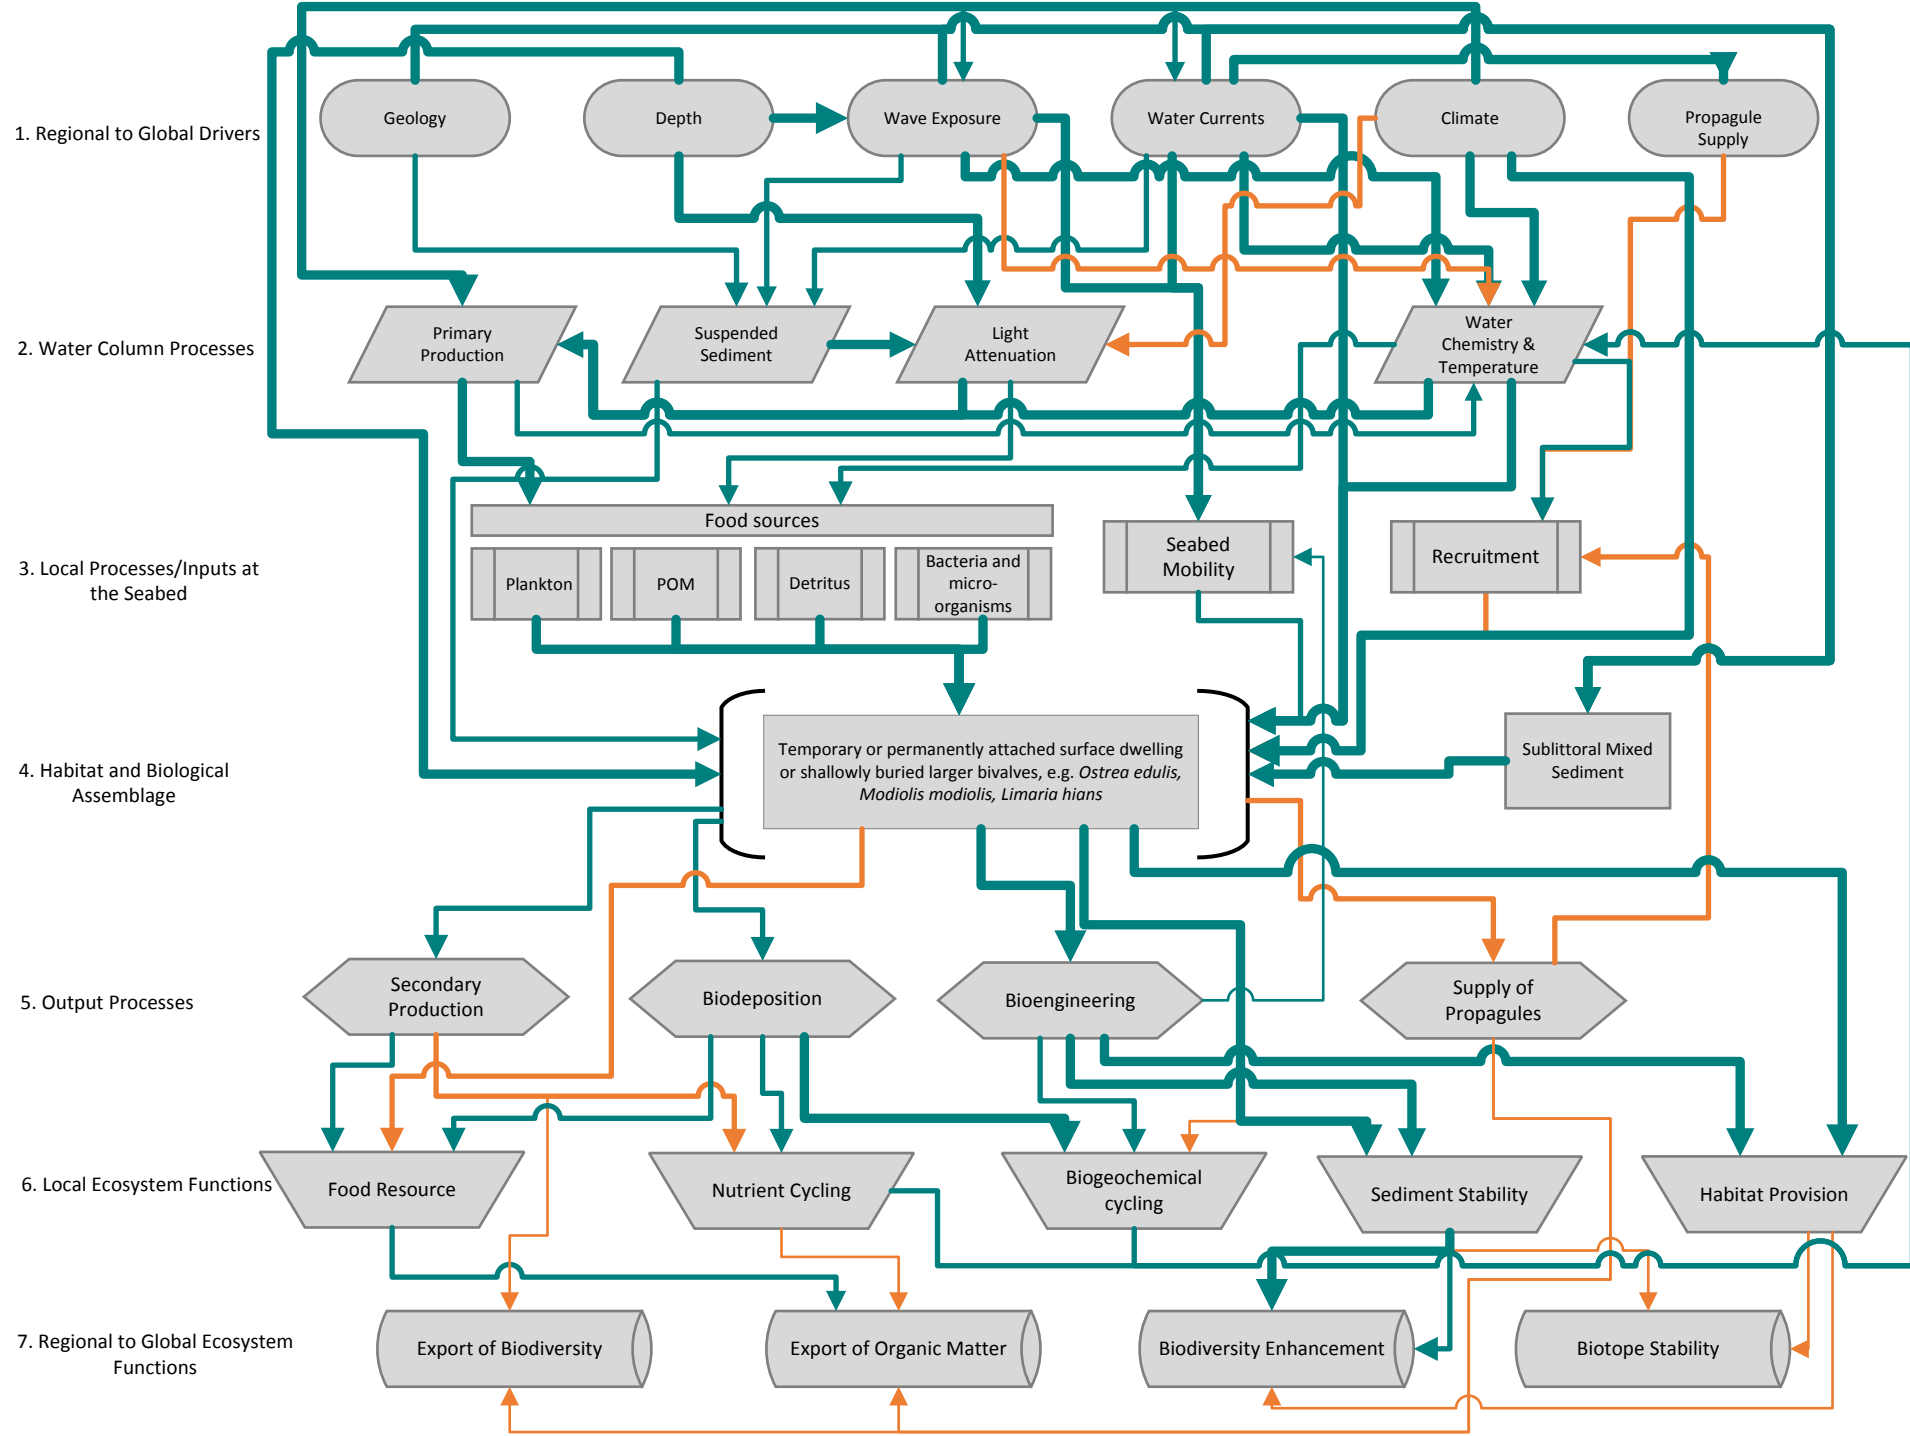 Geology
Depth
Wave Exposure
Water Currents
Climate
Propagule
Supply
1. Regional to Global Drivers
Primary
Production
Suspended
Sediment
Light
Attenuation
Water
Chemistry &
Temperature
2. Water Column Processes
Food sources
Plankton
POM
Detritus
Bacteria and
micro-
organisms
Seabed
Mobility
Recruitment
3. Local Processes/Inputs at
the Seabed
Temporary or permanently attached surface dwelling
or shallowly buried larger bivalves, e.g. Ostrea edulis,
Modiolis modiolis, Limaria hians
Sublittoral Mixed
Sediment
4. Habitat and Biological
Assemblage
Secondary
Production
Biodeposition
Bioengineering
Supply of
Propagules
5. Output Processes
6. Local Ecosystem Functions
Food Resource
Nutrient Cycling
Biogeochemical
cycling
Sediment Stability
Habitat Provision
7. Regional to Global Ecosystem
Functions
Export of Biodiversity
Export of Organic Matter
Biodiversity Enhancement
Biotope Stability